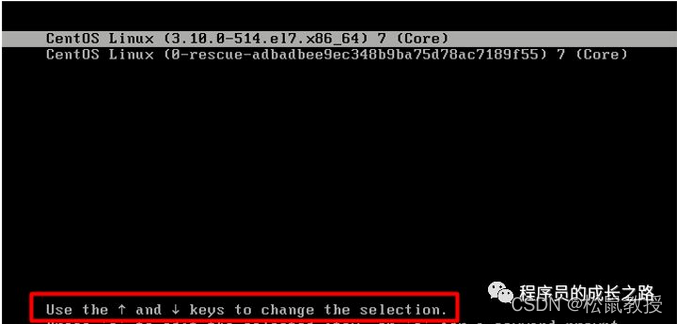 CentOS Linux (3.10.0-514.el7.x86_64) 7 (Core)
CentOS Linux (0-rescue-adbadbee9ec348b9ba75d78ac7189f55) 7 (Core)
程序员的成长之路
CSDN @松鼠教授
Use the ↑ and ↓ keys to change the selection.